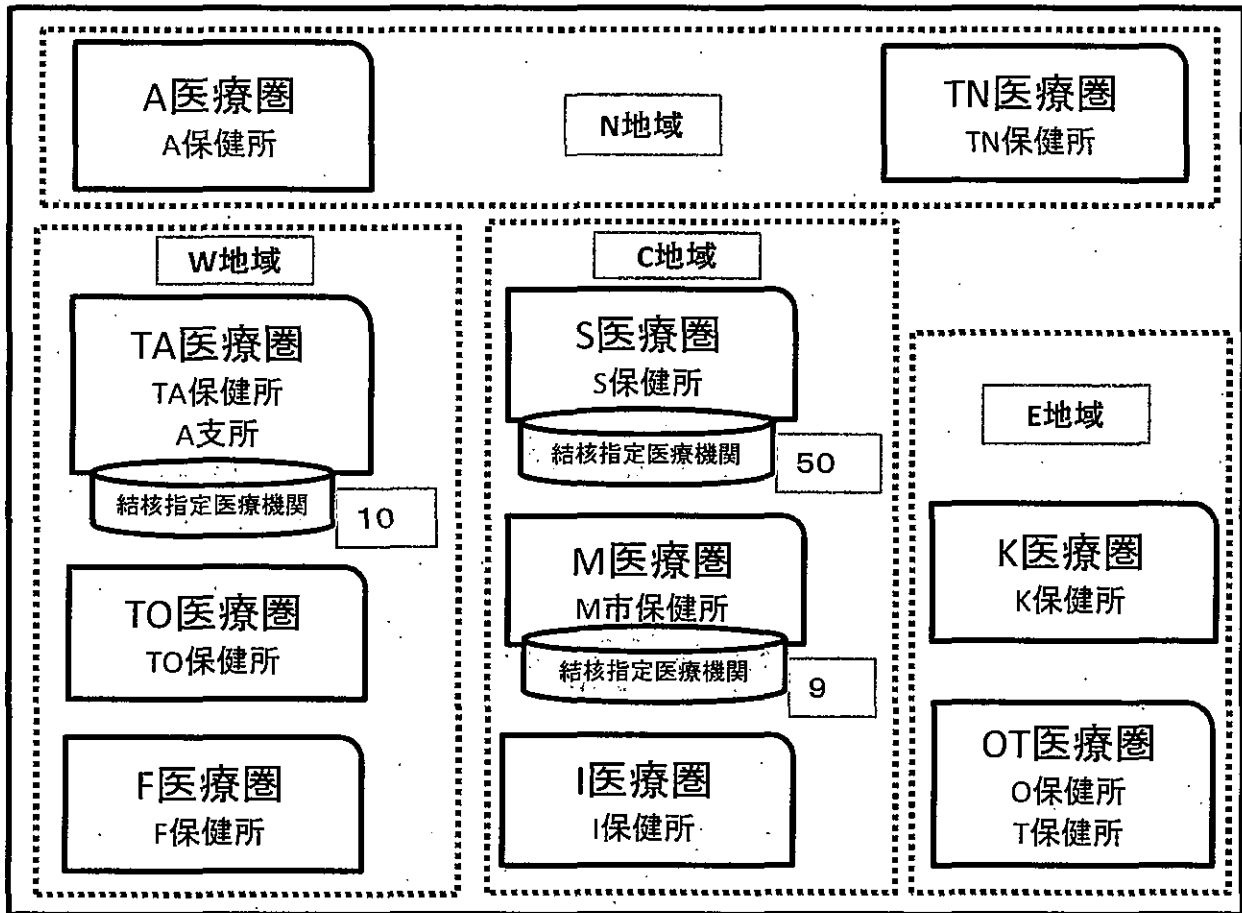 A医療圏
A保健所
N地域
TN医療圏
TN保健所
W地域
TA医療圏
TA保健所
A支所
結核指定医療機関
10
TO医療圏
TO保健所
F医療圏
F保健所
C地域
S医療圏
S保健所
結核指定医療機関
50
M医療圏
M市保健所
結核指定医療機関
9
I医療圏
I保健所
E地域
K医療圏
K保健所
OT医療圏
O保健所
T保健所